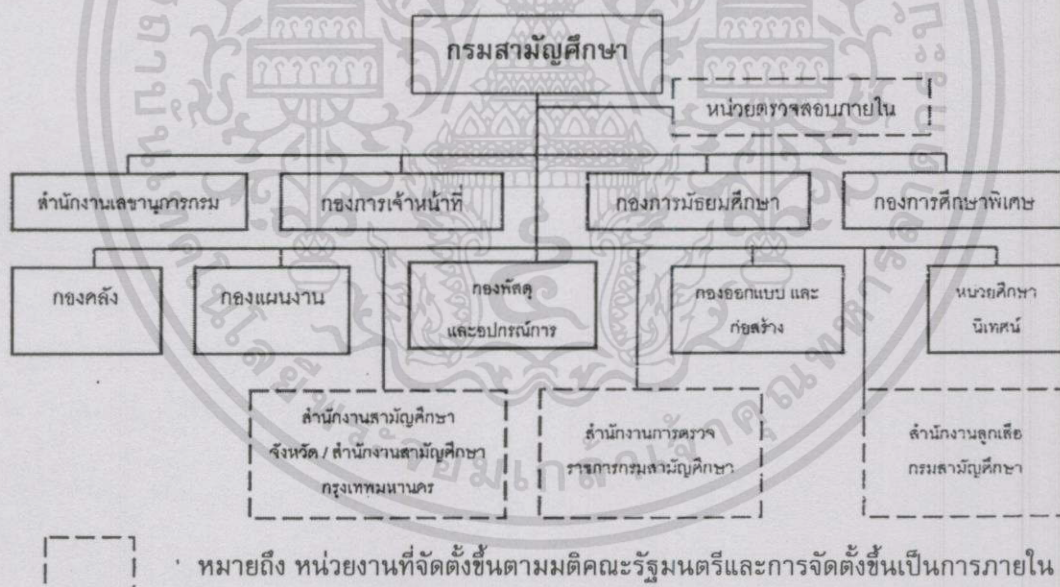 กรมสามัญศึกษา
หน่วยตรวจสอบภายใน
สำนักงานเลขานุการกรม
กองการเจ้าหน้าที่
กองการมัธยมศึกษา
กองการศึกษาพิเศษ
กองคลัง
กองแผนงาน
กองพัสดุ
และอุปกรณ์การ
กองออกแบบ และ
ก่อสร้าง
หน่วยศึกษา
นิเทศน์
สำนักงานสามัญศึกษา
จังหวัด / สำนักงานสามัญศึกษา
กรุงเทพมหานคร
สำนักงานการตรวจ
ราชการกรมสามัญศึกษา
สำนักงานลูกเสือ
กรมสามัญศึกษา
หมายถึง หน่วยงานที่จัดตั้งขึ้นตามมติคณะรัฐมนตรีและการจัดตั้งขึ้นเป็นการภายใน